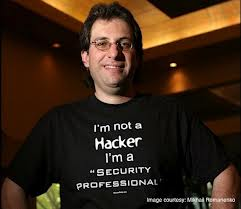 I'm not a
Hacker
I'm a
"SECURITY
PROFESSIONAL"
Image courtesy: Mikhail Romanenko